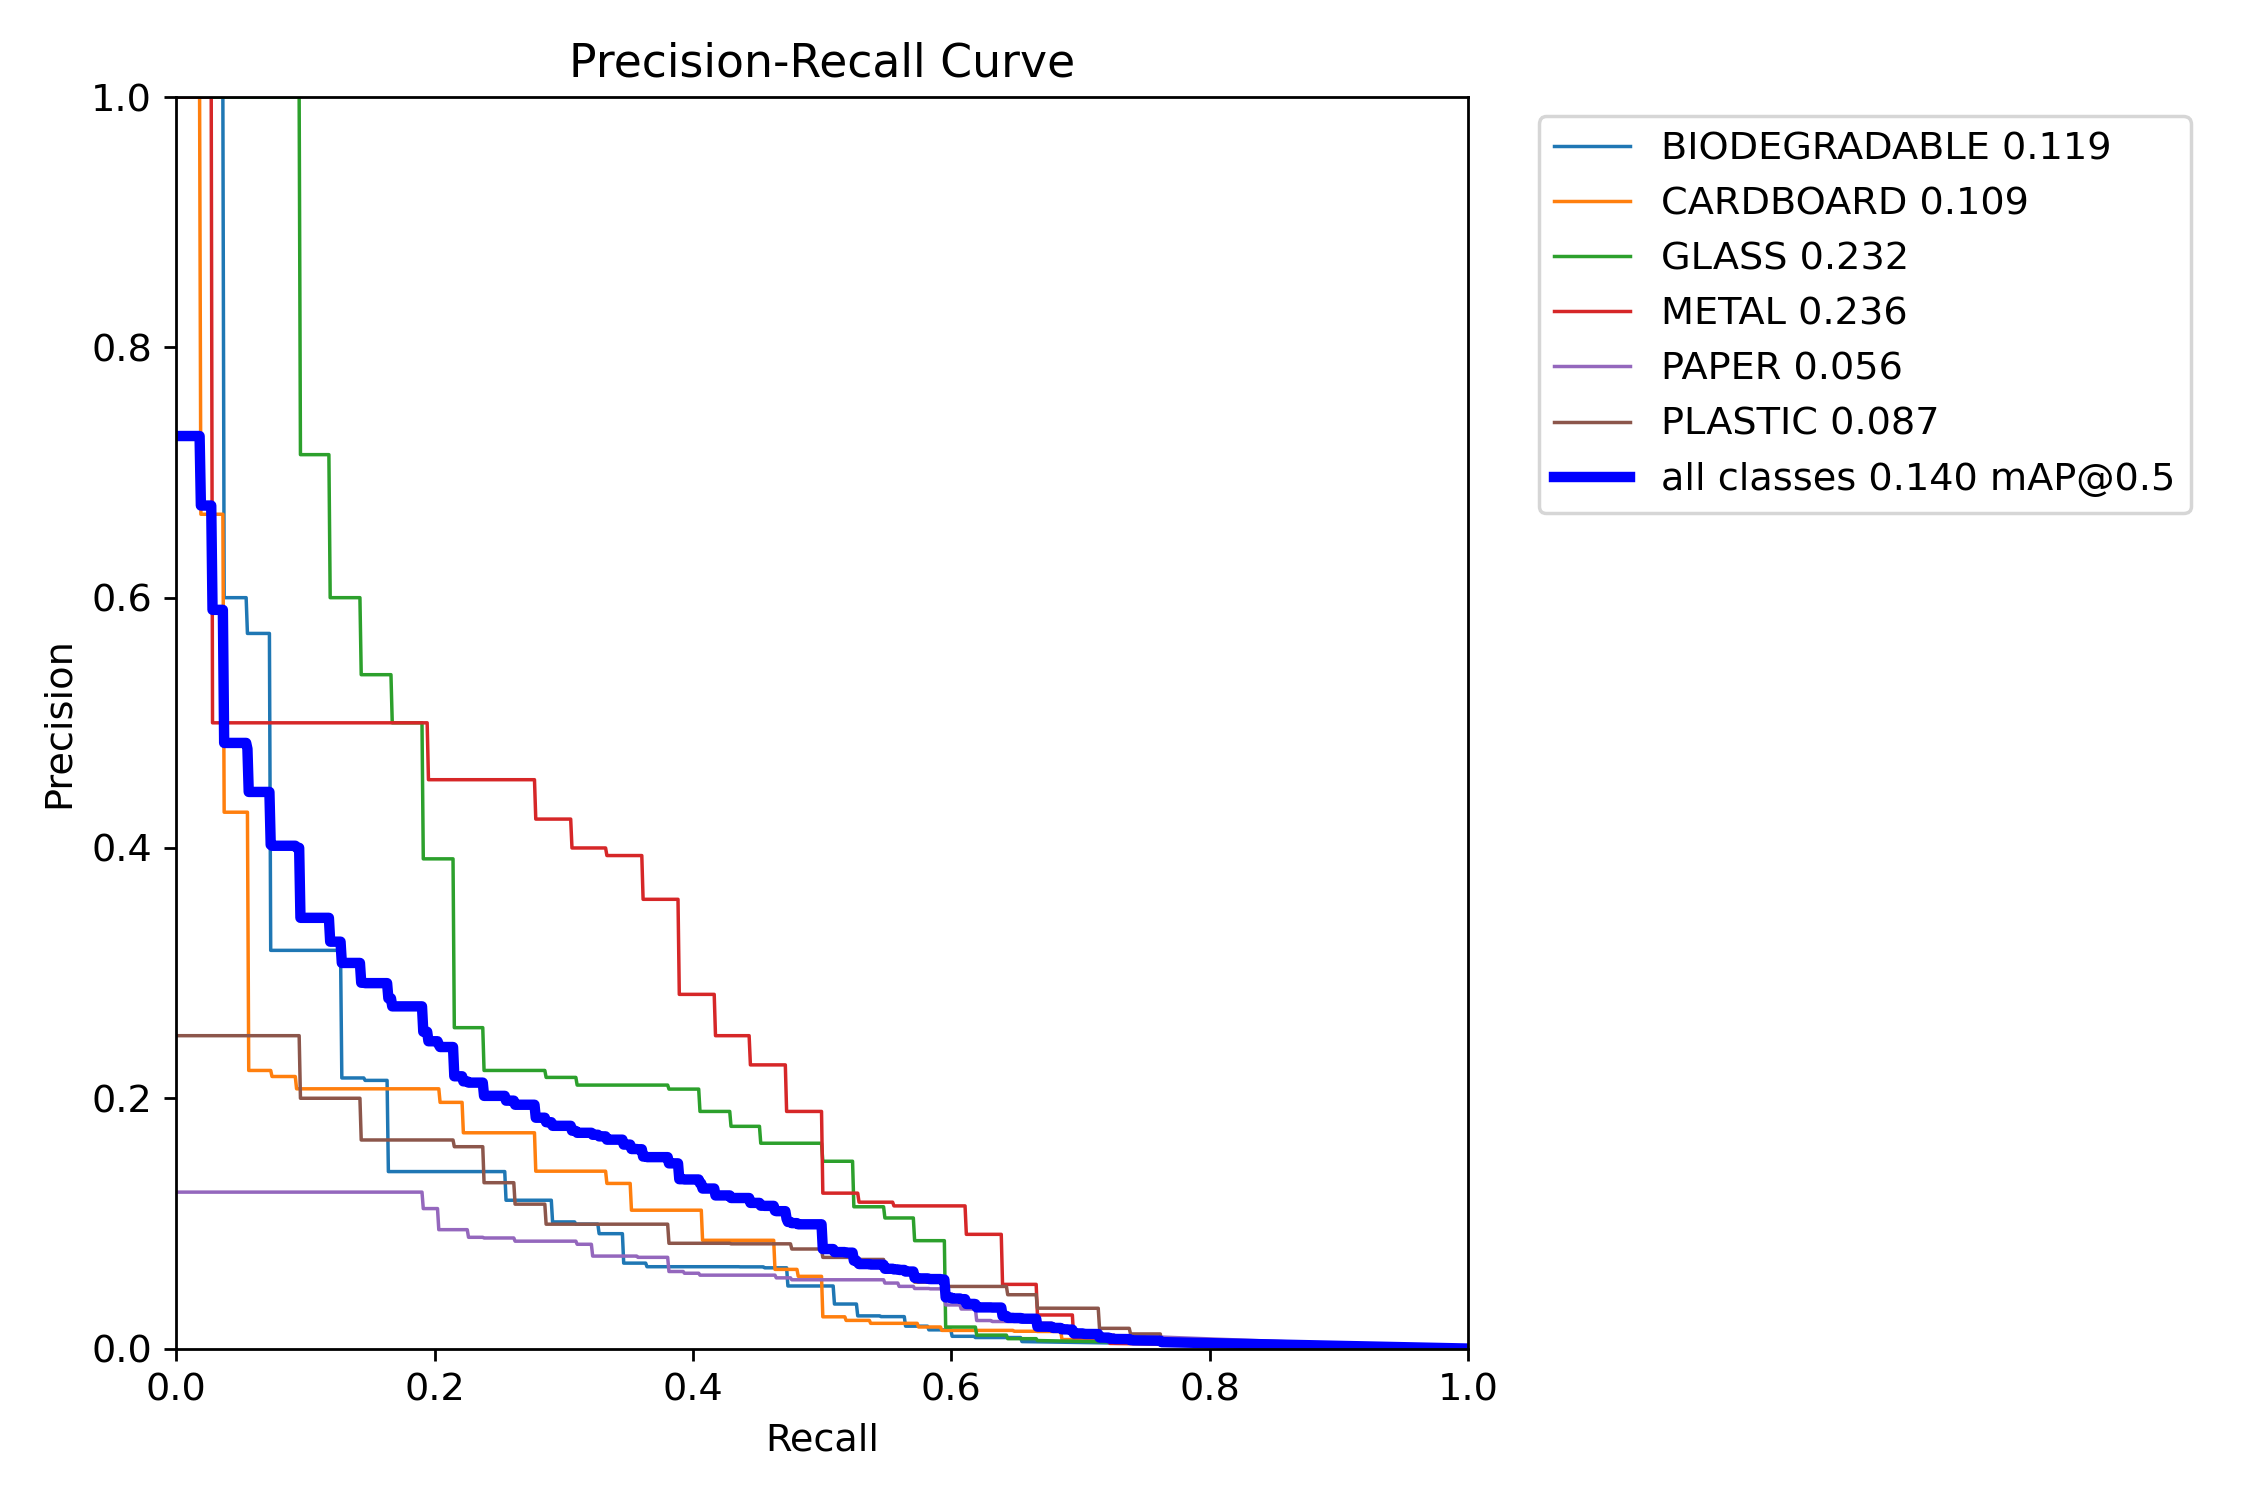 Precision-Recall Curve
1.0
0.8
0.6
0.4
0.2
0.0
Precision
0.0 0.2 0.4 0.6 0.8 1.0
Recall
BIODEGRADABLE 0.119
CARDBOARD 0.109
GLASS 0.232
METAL 0.236
PAPER 0.056
PLASTIC 0.087
all classes 0.140 mAP@0.5